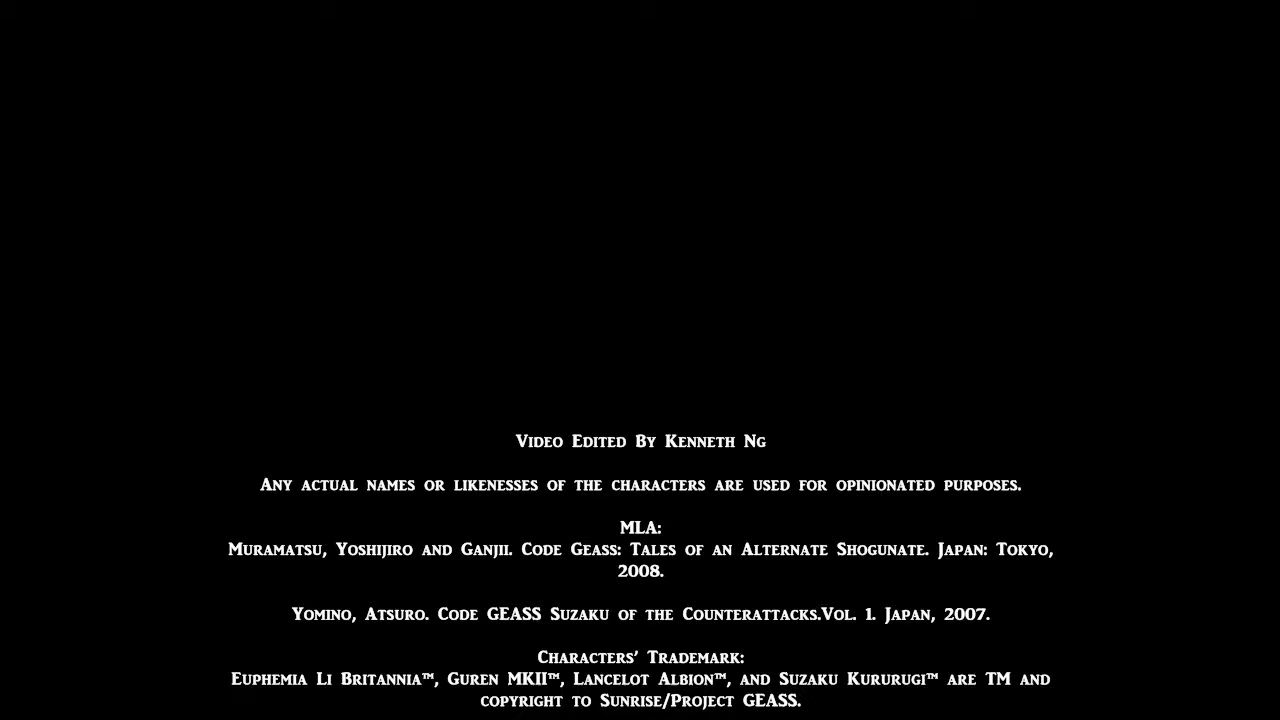 Video Edited By Kenneth Ng
Any actual names or likenesses of the characters are used for opinionated purposes.
MLA:
Muramatsu, Yoshijiro and Ganjii. Code Geass: Tales of an Alternate Shogunate. Japan: Tokyo,
2008.
Yomino, Atsuro. Code GEASS Suzaku of the Counterattacks.Vol. 1. Japan, 2007.
Characters' Trademark:
Euphemia Li Britannia™, Guren MKII™, Lancelot Albion™, and Suzaku Kururugi™ are TM and
copyright to Sunrise/Project GEASS.